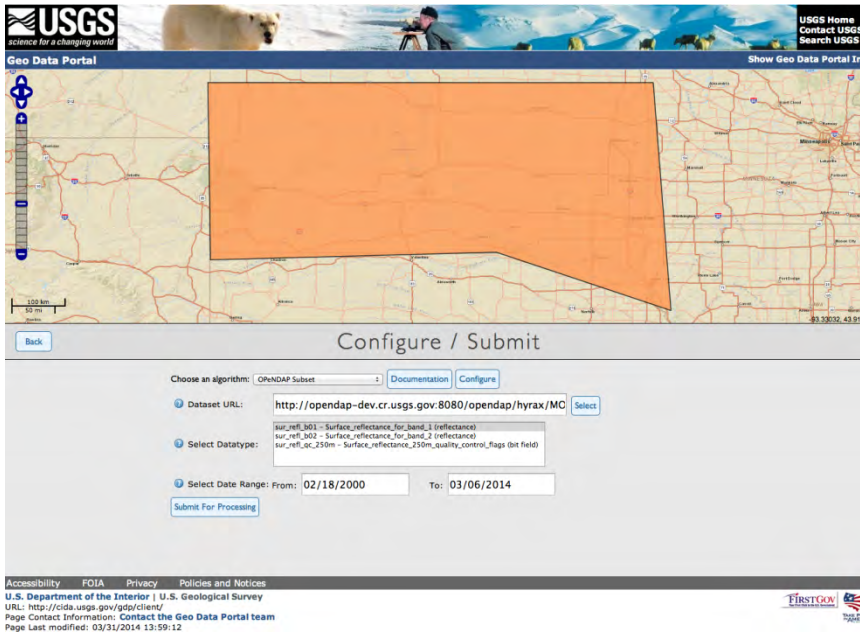 USGS
science for a changing world
USGS Home
Contact USGS
Search USGS
Geo Data Portal
Show Geo Data Portal In
Minneapolis
100 km
50 mi
-93.33032, 43.91
Back
Configure / Submit
Choose an algorithm: OPeNDAP Subset Documentation Configure
Dataset URL: http://opendap-dev.cr.usgs.gov:8080/opendap/hyrax/MO Select
sur_refl_b01 - Surface_reflectance_for_band_1 (reflectance)
sur_refl_b02 - Surface_reflectance_for_band_2 (reflectance)
Select Datatype: sur_refl_qc_250m - Surface_reflectance_250m_quality_control_flags (bit field)
Select Date Range: From: 02/18/2000 To: 03/06/2014
Submit For Processing
Accessibility FOIA Privacy Policies and Notices
U.S. Department of the Interior | U.S. Geological Survey
URL: http://cida.usgs.gov/gdp/client/
Page Contact Information: Contact the Geo Data Portal team
Page Last modified: 03/31/2014 13:59:12
FIRSTGOV